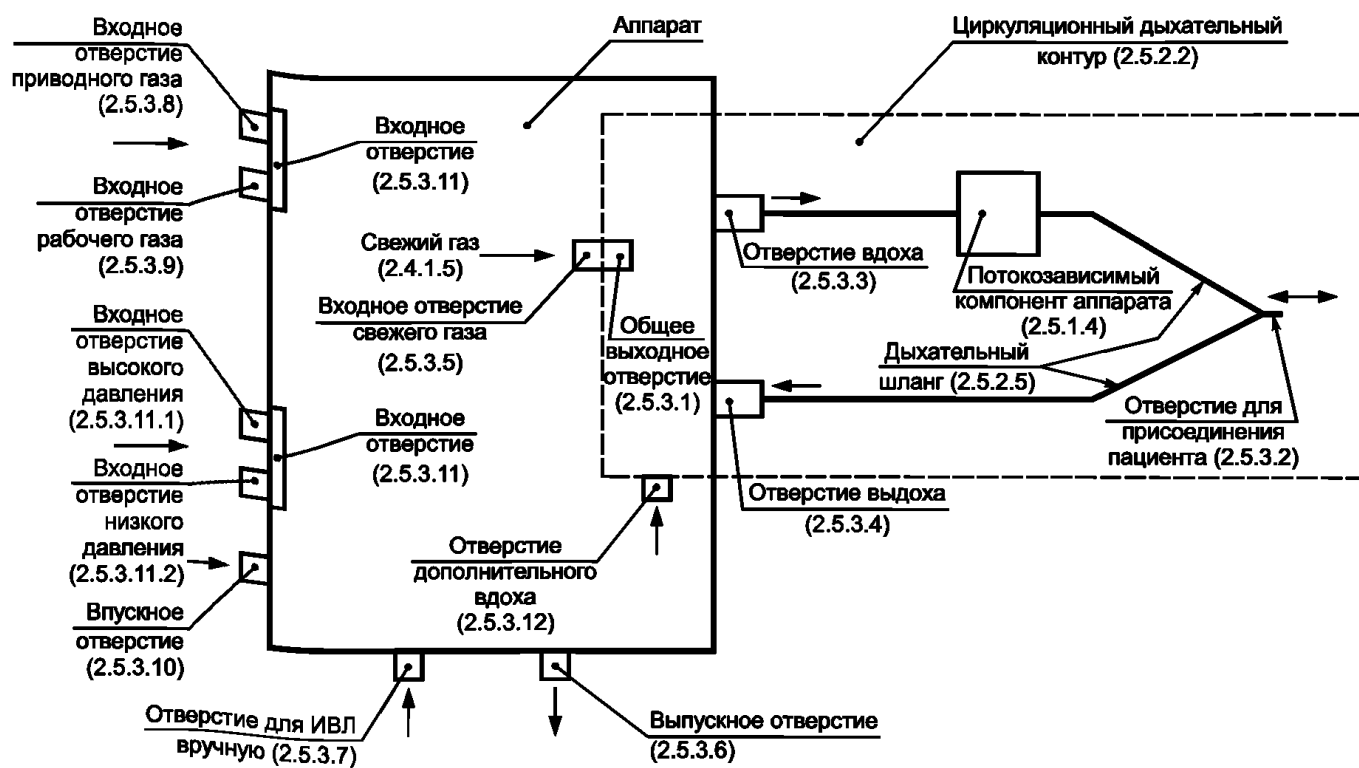 Входное
отверстие
приводного газа
(2.5.3.8)
Аппарат
Циркуляционный дыхательный
контур (2.5.2.2)
Входное
отверстие
(2.5.3.11)
Входное
отверстие
рабочего газа
(2.5.3.9)
Свежий газ
(2.4.1.5)
Отверстие вдоха
(2.5.3.3)
Потокозависимый
компонент аппарата
(2.5.1.4)
Входное отверстие
свежего газа
(2.5.3.5)
Общее
выходное
отверстие
(2.5.3.1)
Дыхательный
шланг (2.5.2.5)
Входное
отверстие
высокого
давления
(2.5.3.11.1)
Входное
отверстие
(2.5.3.11)
Отверстие для
присоединения
пациента (2.5.3.2)
Входное
отверстие
низкого
давления
(2.5.3.11.2)
Отверстие выдоха
(2.5.3.4)
Отверстие
дополнительного
вдоха
(2.5.3.12)
Впускное
отверстие
(2.5.3.10)
Отверстие для ИВЛ
вручную (2.5.3.7)
Выпускное отверстие
(2.5.3.6)